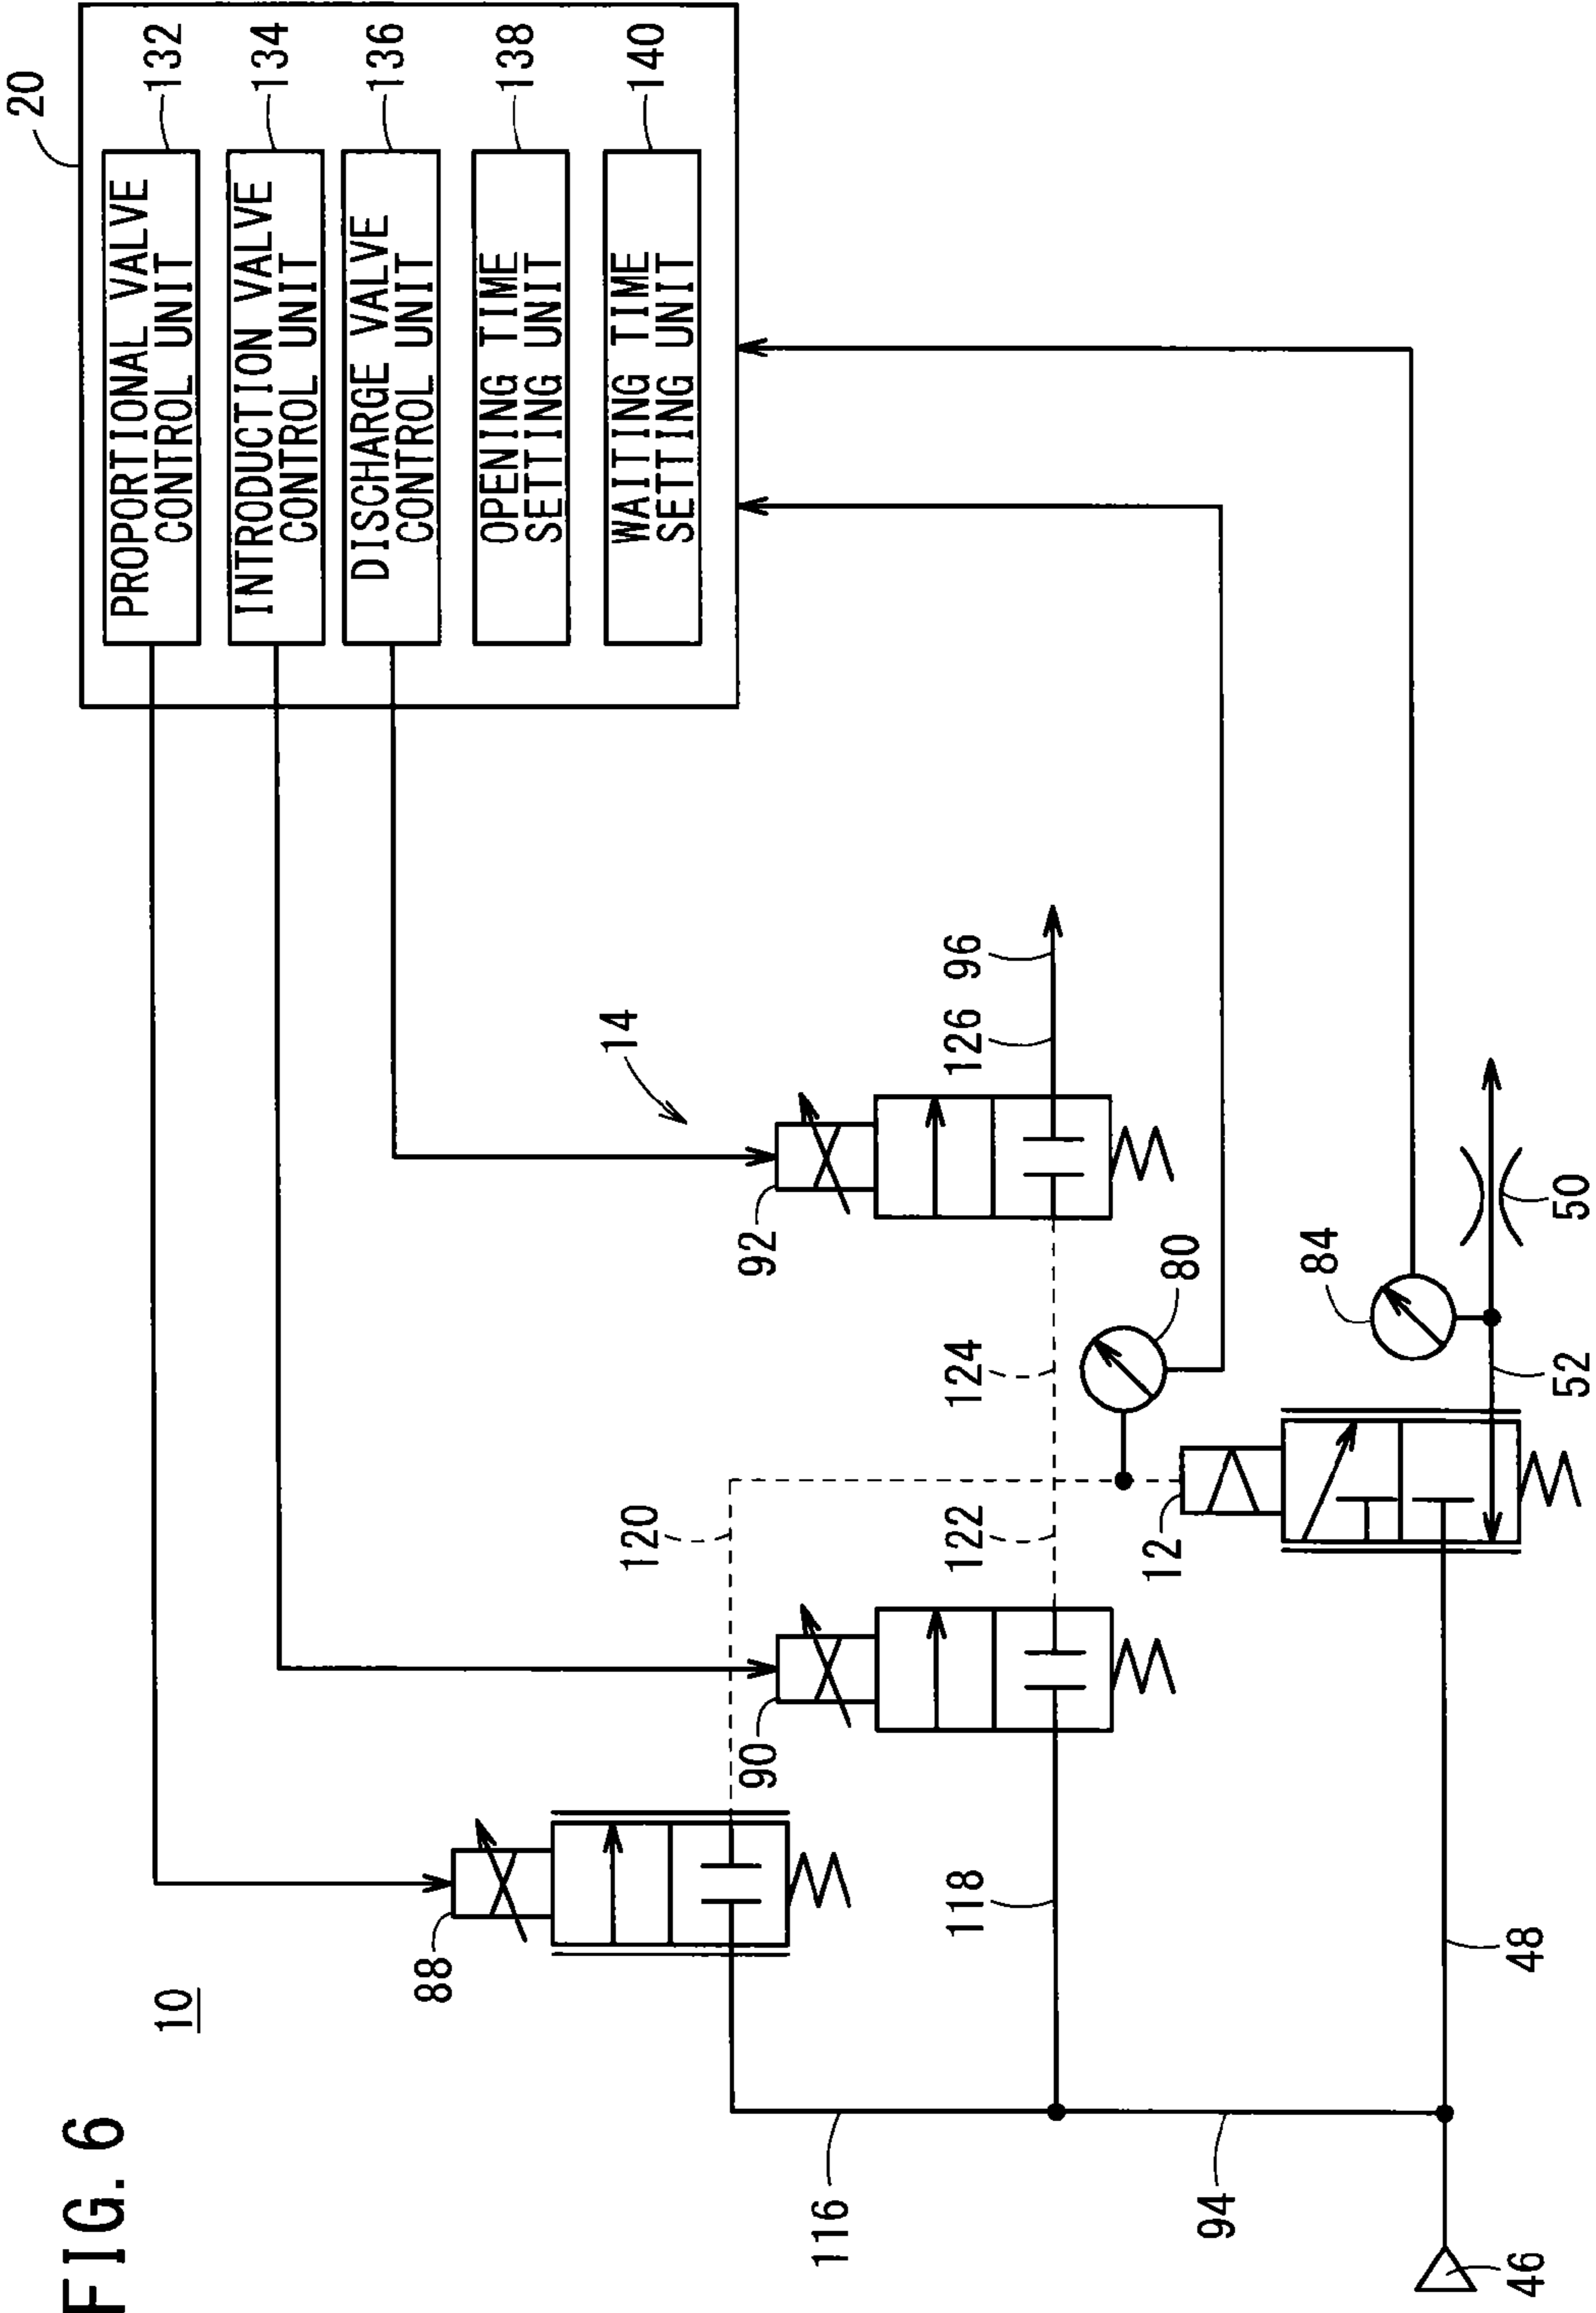 FIG. 6
10
20
PROPORTIONAL VALVE
CONTROL UNIT
132
INTRODUCTION VALVE
CONTROL UNIT
134
DISCHARGE VALVE
CONTROL UNIT
136
OPENING TIME
SETTING UNIT
138
WAITING TIME
SETTING UNIT
140
88
120
14
90
92
116
118
122
124
126
96
80
12
84
94
46
48
52
50